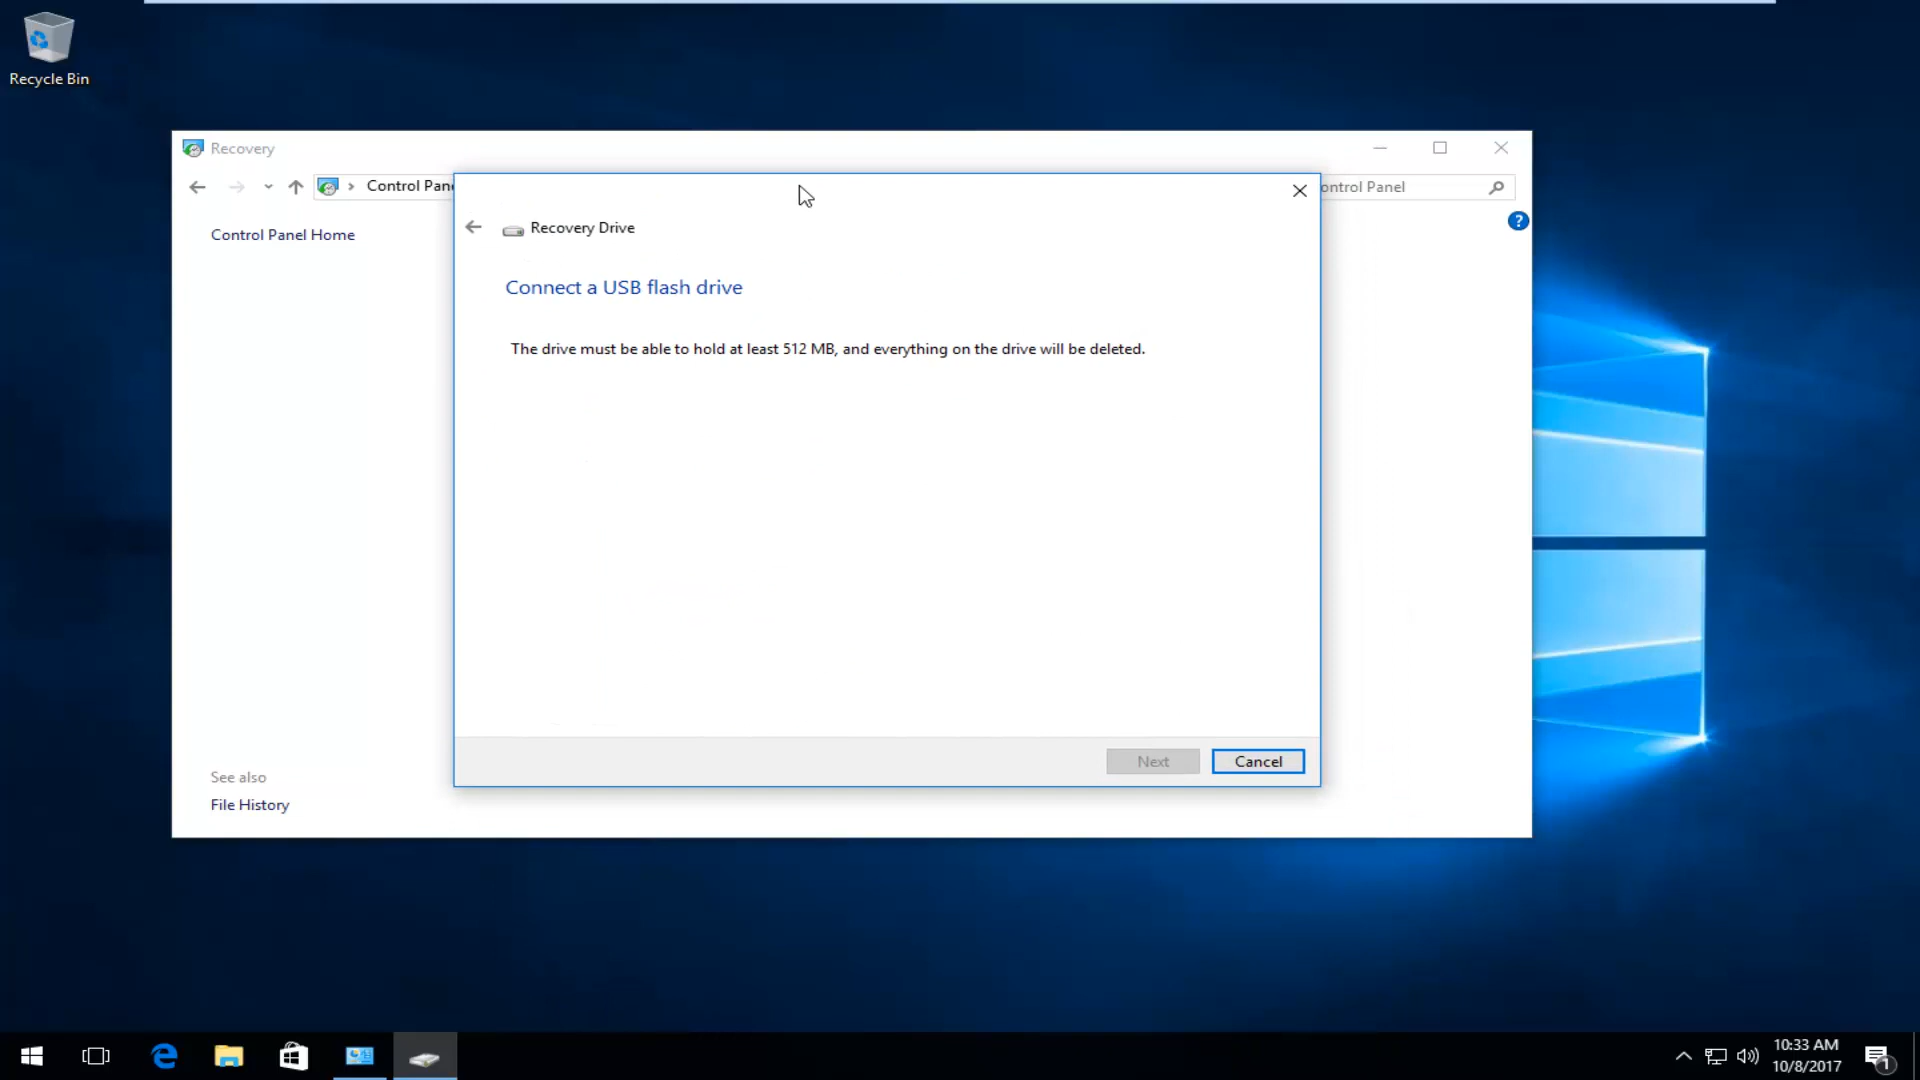 Recycle Bin
Recovery
Control Pan
ontrol Panel
Control Panel Home
Recovery Drive
Connect a USB flash drive
The drive must be able to hold at least 512 MB, and everything on the drive will be deleted.
Next
Cancel
See also
File History
10:33 AM
10/8/2017
1